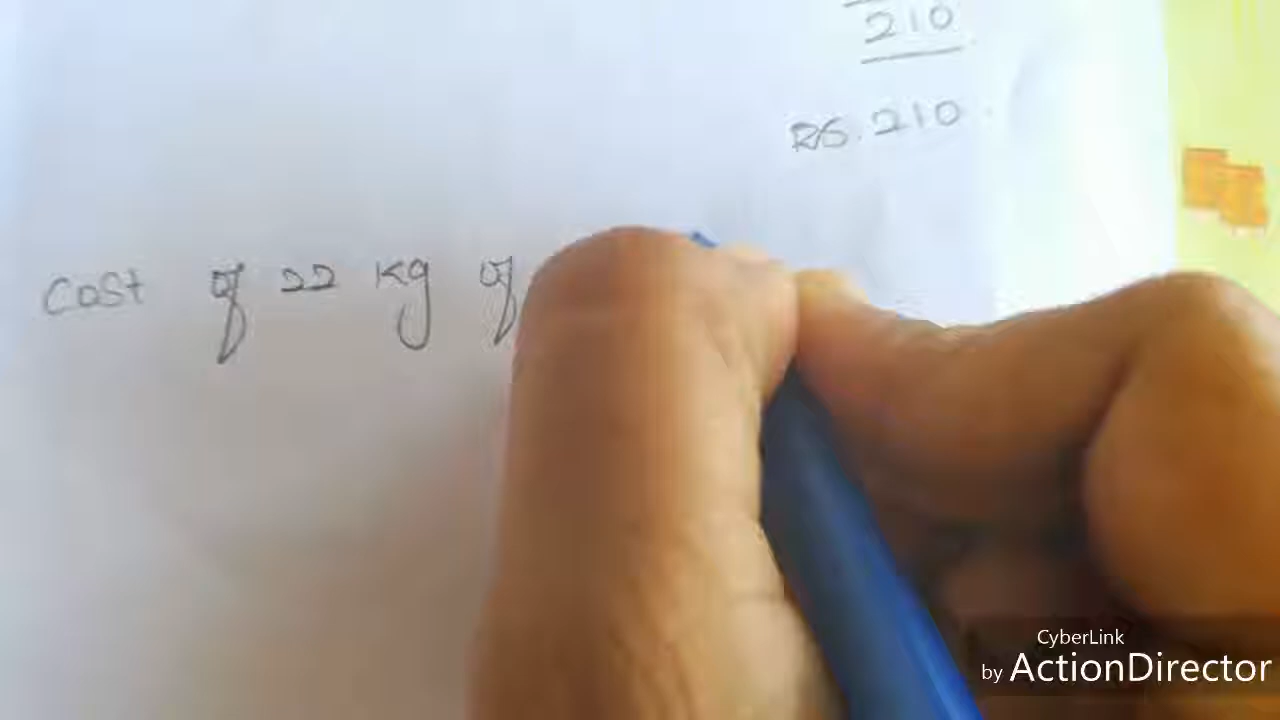 210
RS. 210
cost of 22 kg of
CyberLink
by ActionDirector